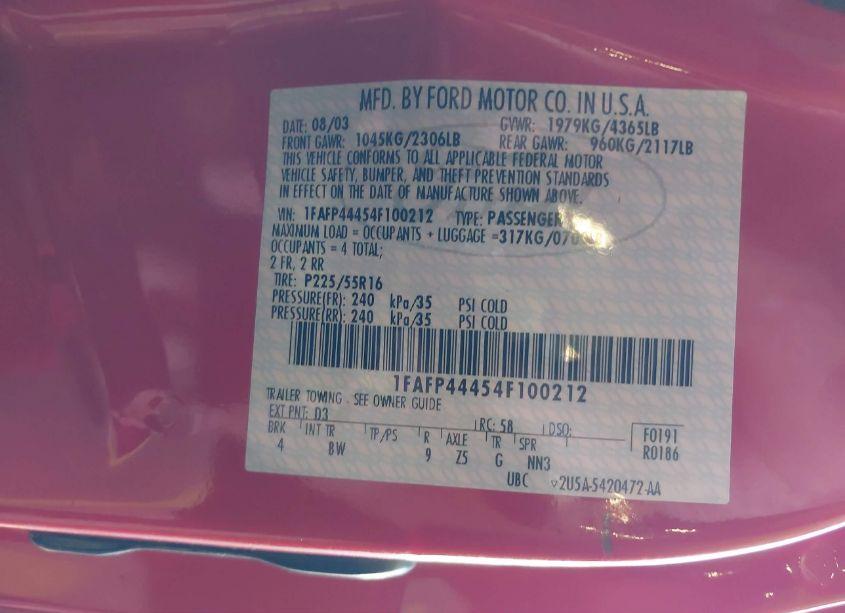 MFD. BY FORD MOTOR CO. IN U.S.A.
DATE: 08/03 GVWR: 1979KG/4365LB
FRONT GAWR: 1045KG/2306LB REAR GAWR: 960KG/2117LB
THIS VEHICLE CONFORMS TO ALL APPLICABLE FEDERAL MOTOR
VEHICLE SAFETY, BUMPER, AND THEFT PREVENTION STANDARDS
IN EFFECT ON THE DATE OF MANUFACTURE SHOWN ABOVE.
VIN: 1FAFP44454F100212 TYPE: PASSENGER
MAXIMUM LOAD = OCCUPANTS + LUGGAGE =317KG/070
OCCUPANTS = 4 TOTAL;
2 FR, 2 RR
TIRE: P225/55R16
PRESSURE(FR): 240 kPa/35 PSI COLD
PRESSURE(RR): 240 kPa/35 PSI COLD
1FAFP44454F100212
TRAILER TOWING - SEE OWNER GUIDE
EXT PNT: D3 RC: 58 DSO: F0191
BRK INT TR TP/PS R AXLE TR SPR R0186
4 BW 9 Z5 G NN3
UBC 2U5A-5420472-AA